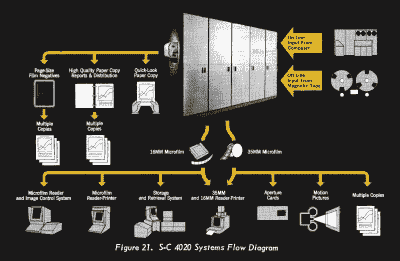 On Line
Input From
Computer
Off Line
Input from
Magnetic Tape
Page-Size
Film Negatives
High Quality Paper Copy
Reports & Distribution
Quick-Look
Paper Copy
Multiple
Copies
Multiple
Copies
16MM Microfilm
35MM Microfilm
Microfilm Reader
and Image Control System
Microfilm
Reader-Printer
Storage
and Retrieval System
35MM
and 16MM Reader-Printer
Aperture
Cards
Motion
Pictures
Multiple Copies
Figure 21. S-C 4020 Systems Flow Diagram